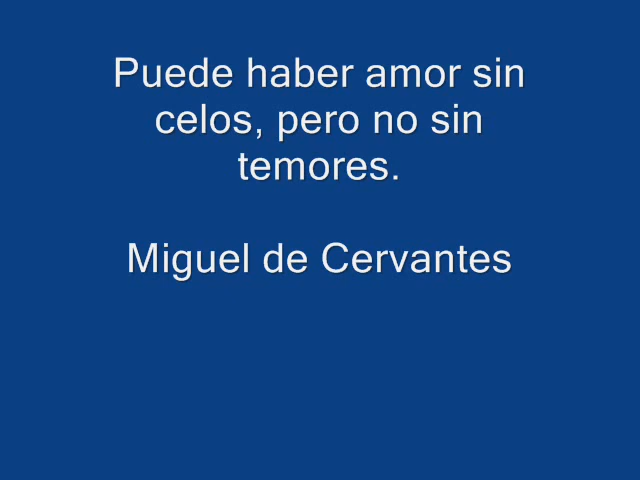 Puede haber amor sin
celos, pero no sin
temores.
Miguel de Cervantes